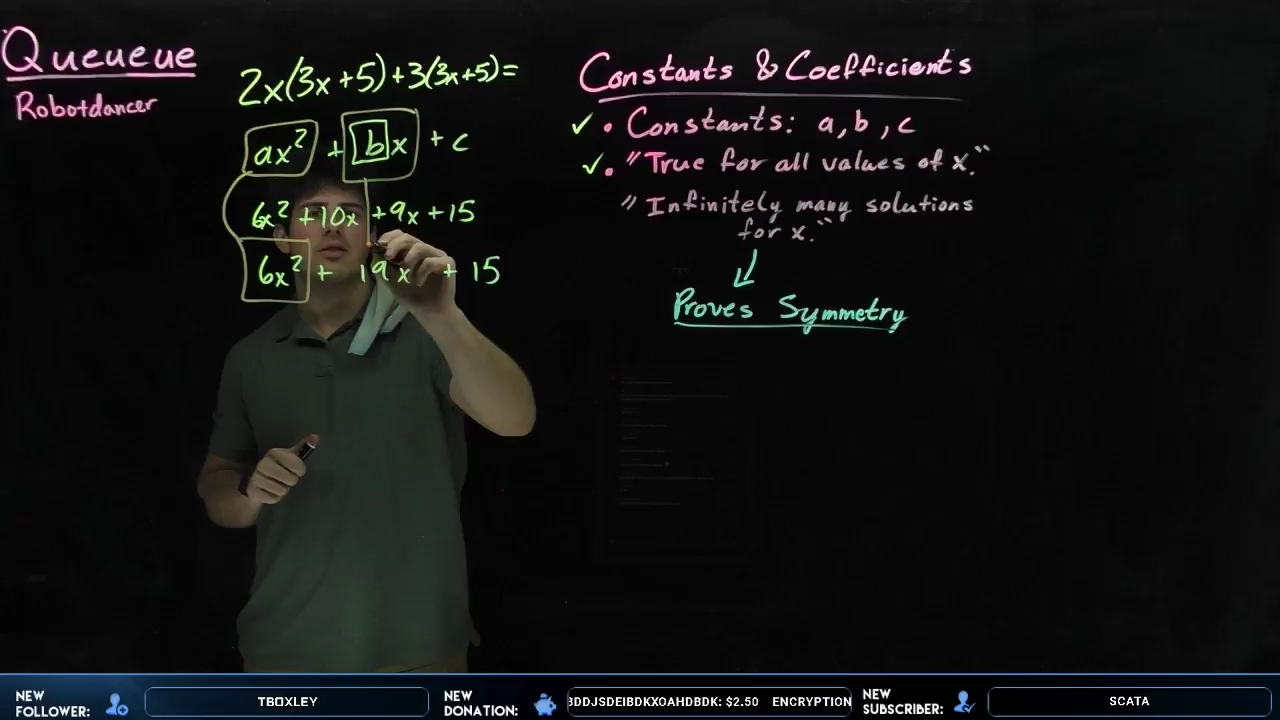 Queueue
Robotdancer
2x(3x+5)+3(3x+5)=
ax² + bx + c
6x² +10x +9x +15
6x² + 19x + 15
Constants & Coefficients
✓ • Constants: a, b, c
✓ • "True for all values of x."
"Infinitely many solutions
for x."
Proves Symmetry
NEW FOLLOWER: TBOXLEY
NEW DONATION: 3DDJSDEIBDKXOAHDBDK: $2.50 ENCRYPTION
NEW SUBSCRIBER: SCATA